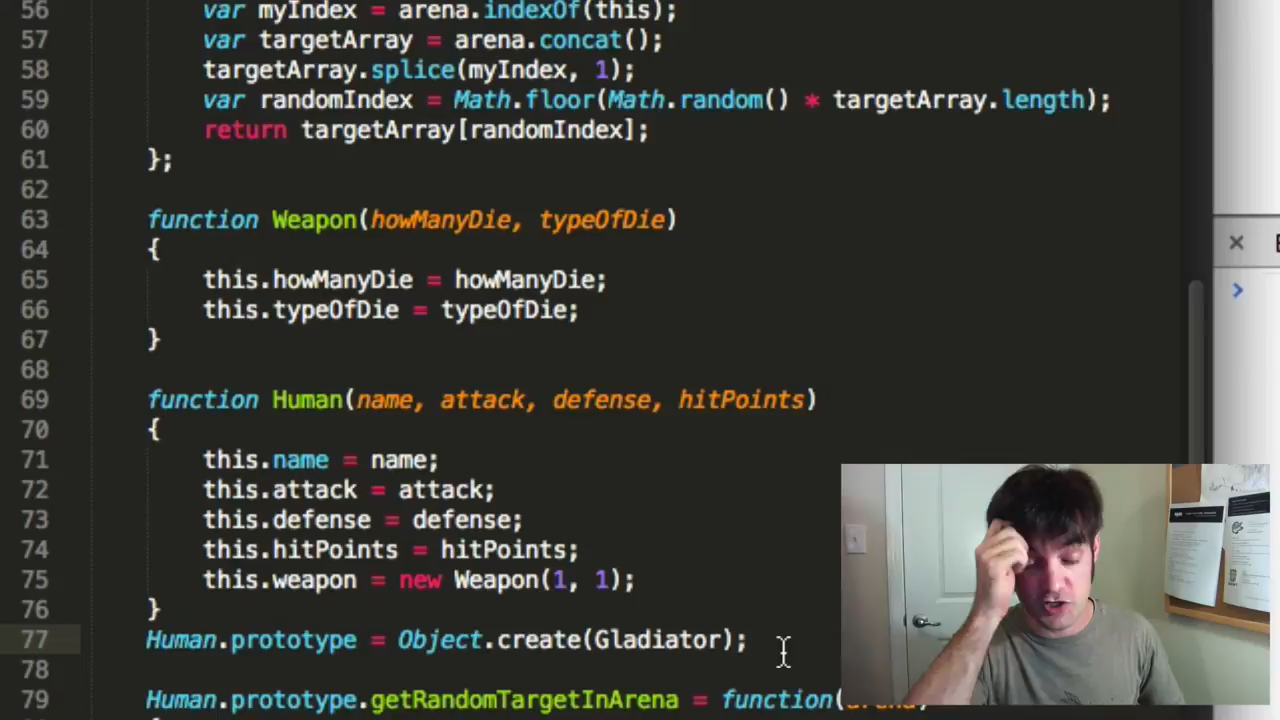 56 var myIndex = arena.indexOf(this);
57 var targetArray = arena.concat();
58 targetArray.splice(myIndex, 1);
59 var randomIndex = Math.floor(Math.random() * targetArray.length);
60 return targetArray[randomIndex];
61 };
62
63 function Weapon(howManyDie, typeOfDie)
64 {
65 this.howManyDie = howManyDie;
66 this.typeOfDie = typeOfDie;
67 }
68
69 function Human(name, attack, defense, hitPoints)
70 {
71 this.name = name;
72 this.attack = attack;
73 this.defense = defense;
74 this.hitPoints = hitPoints;
75 this.weapon = new Weapon(1, 1);
76 }
77 Human.prototype = Object.create(Gladiator);
78
79 Human.prototype.getRandomTargetInArena = function(